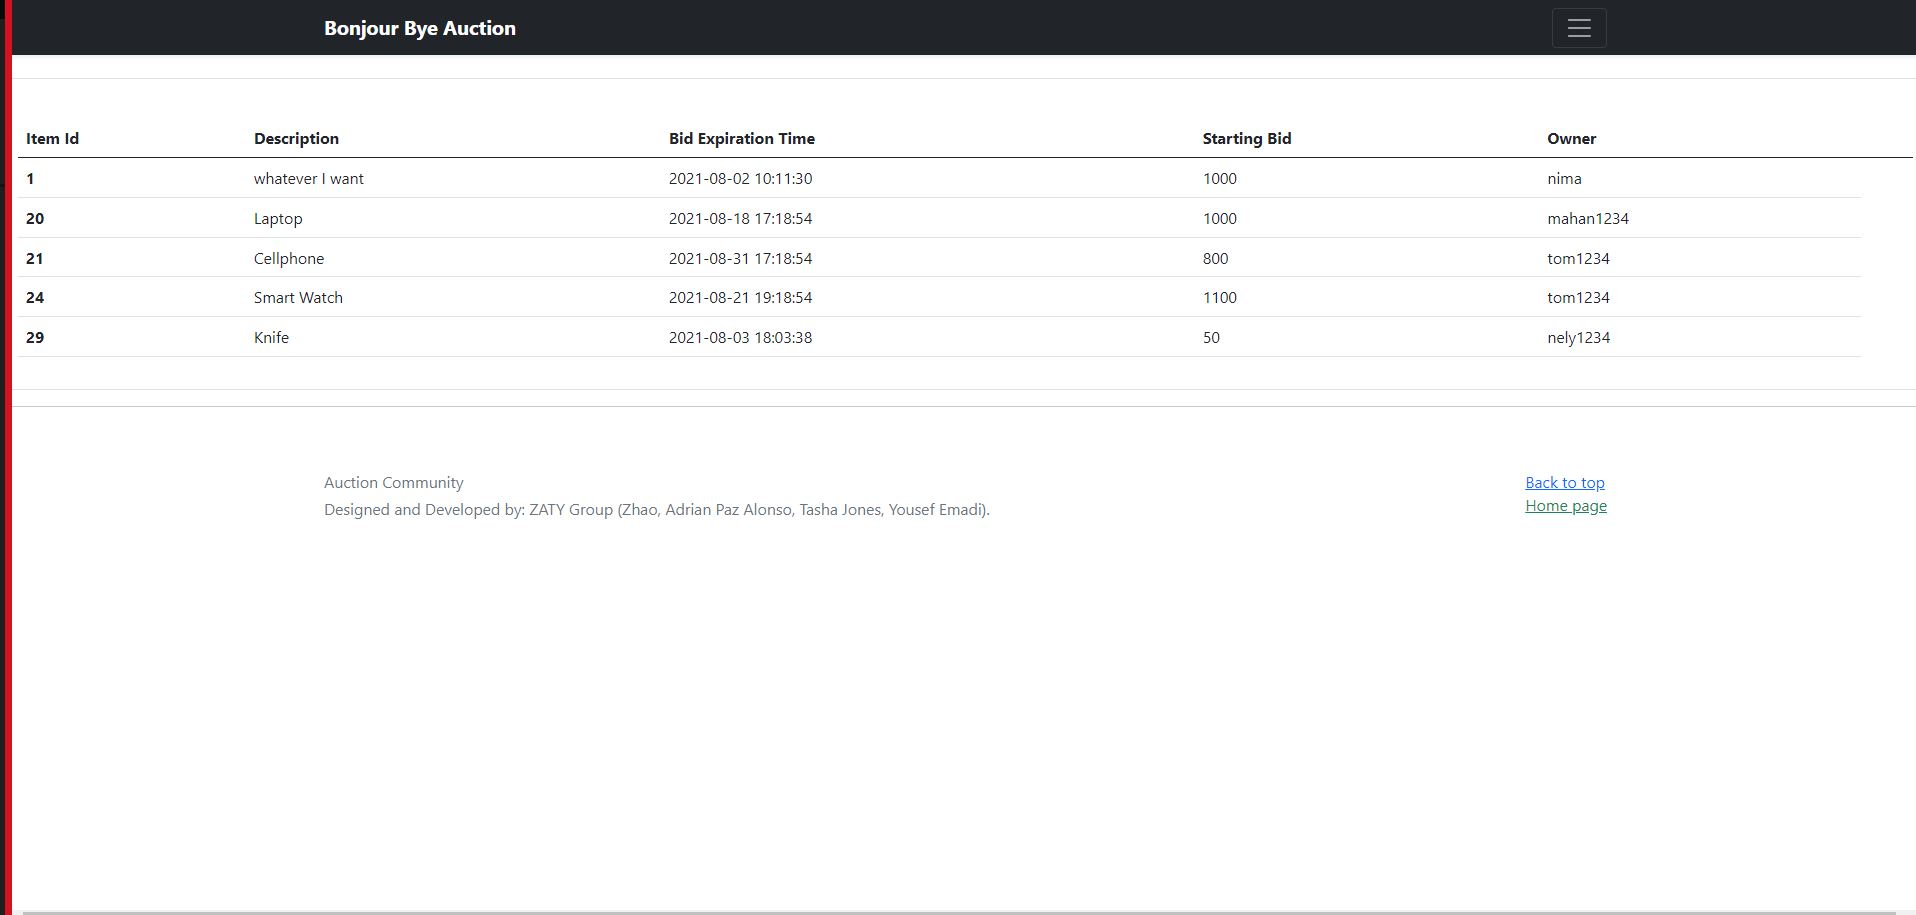 Bonjour Bye Auction
Item Id Description Bid Expiration Time Starting Bid Owner
1 whatever I want 2021-08-02 10:11:30 1000 nima
20 Laptop 2021-08-18 17:18:54 1000 mahan1234
21 Cellphone 2021-08-31 17:18:54 800 tom1234
24 Smart Watch 2021-08-21 19:18:54 1100 tom1234
29 Knife 2021-08-03 18:03:38 50 nely1234
Auction Community Back to top
Designed and Developed by: ZATY Group (Zhao, Adrian Paz Alonso, Tasha Jones, Yousef Emadi). Home page